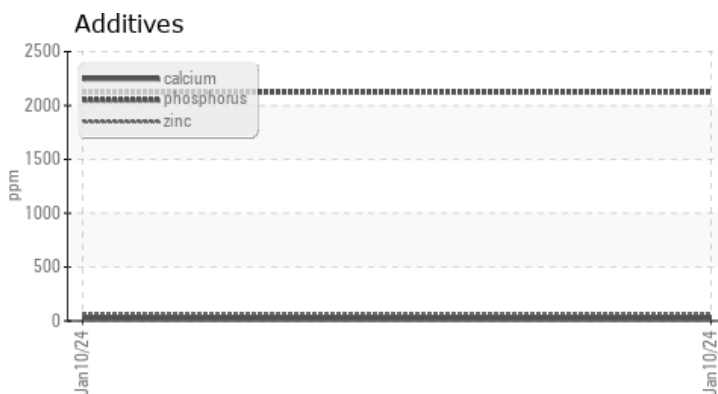 Additives
2500
2000
1500
1000
500
0
ppm
calcium
phosphorus
zinc
Jan10/24
Jan10/24